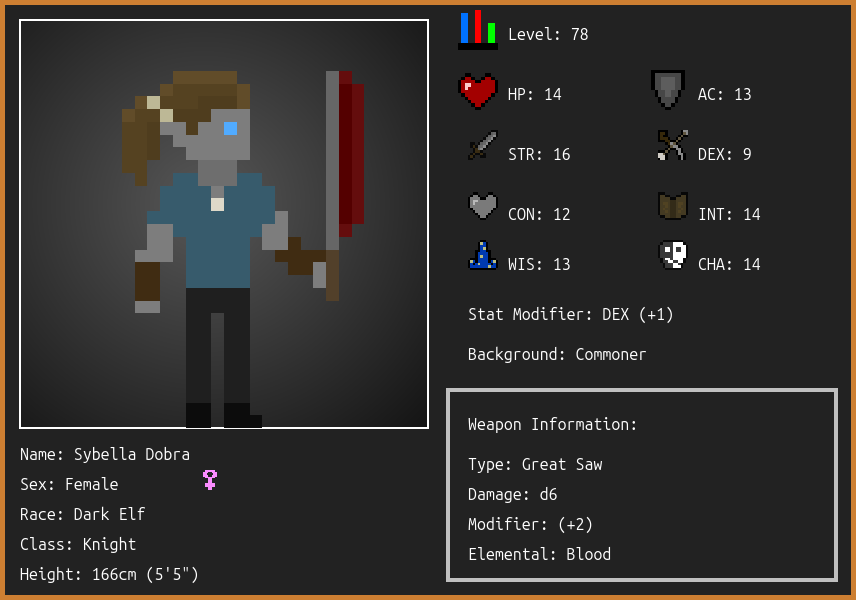 Level: 78
HP: 14
AC: 13
STR: 16
DEX: 9
CON: 12
INT: 14
WIS: 13
CHA: 14
Stat Modifier: DEX (+1)
Background: Commoner
Weapon Information:
Type: Great Saw
Damage: d6
Modifier: (+2)
Elemental: Blood
Name: Sybella Dobra
Sex: Female
Race: Dark Elf
Class: Knight
Height: 166cm (5'5")